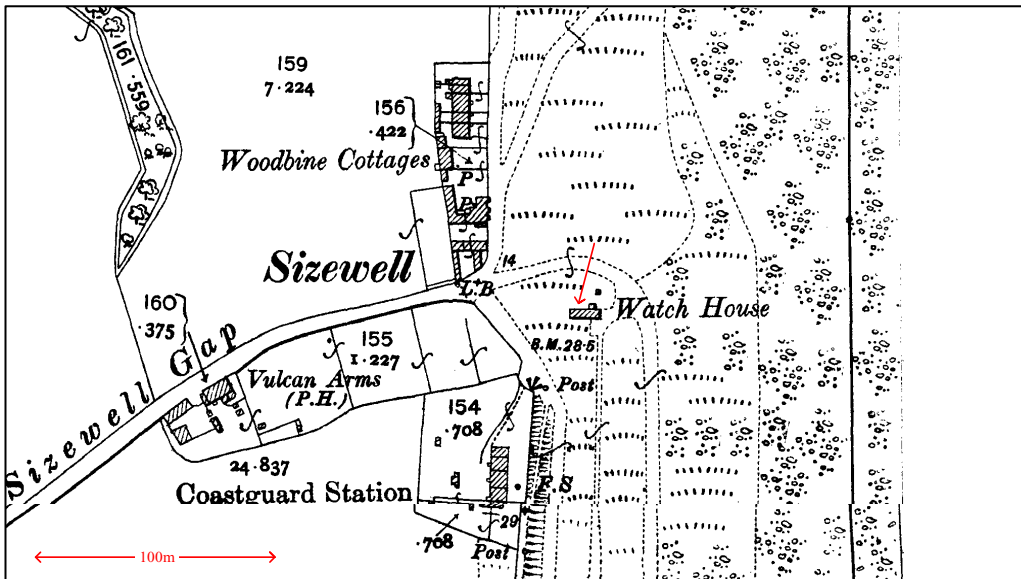 161 · 559
159
7·224
156
·422
Woodbine Cottages
P
P
Sizewell
14
L.B
160
·375
Watch House
B.M. 28·5
155
1·227
Sizewell Gap
Vulcan Arms
(P.H.)
Post
154
·708
24·837
Coastguard Station
F.S
29
·708
Post
100m